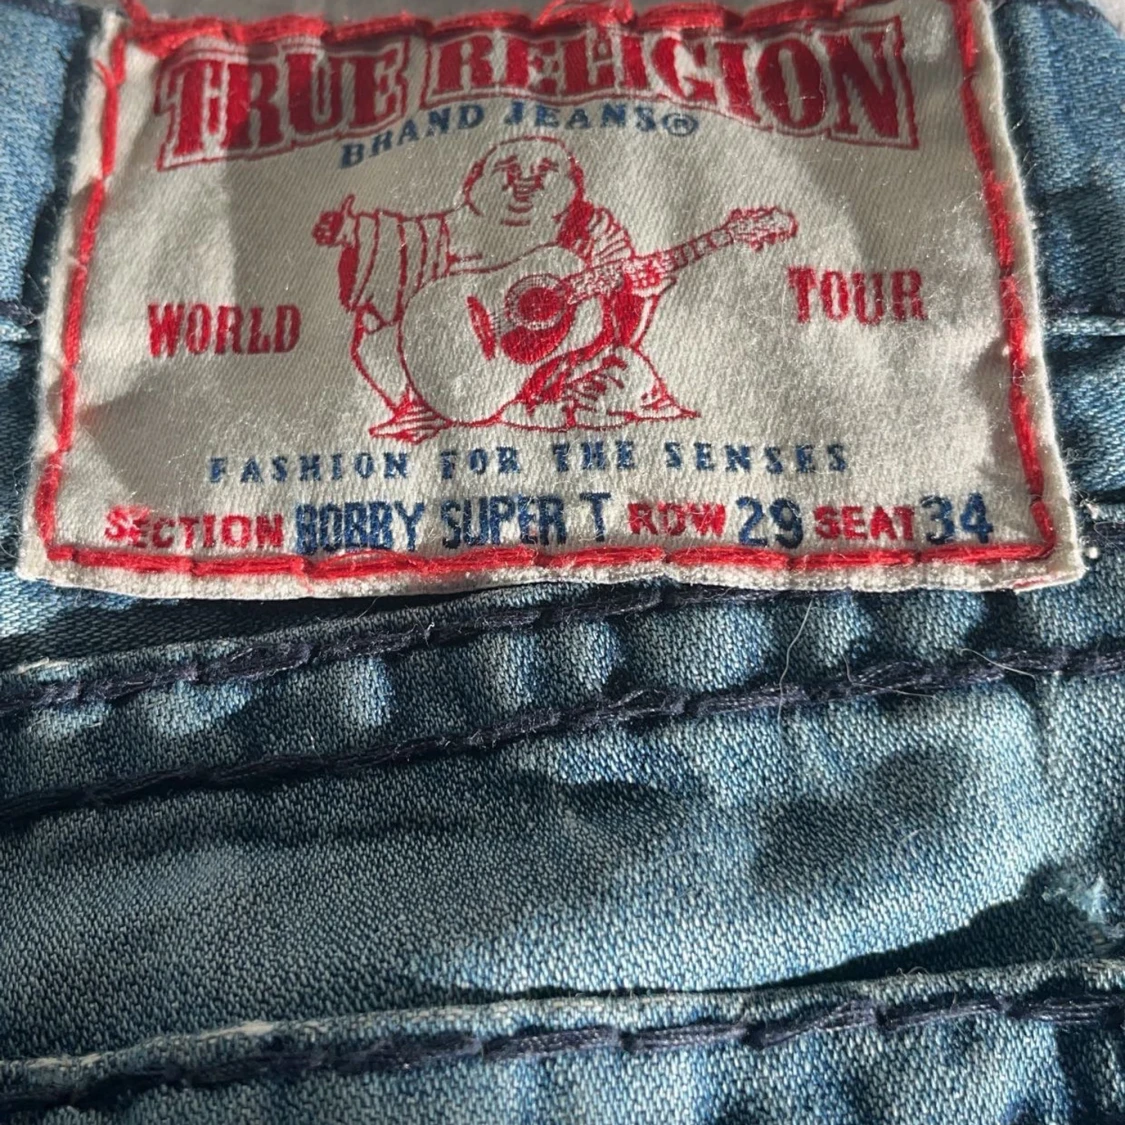 TRUE RELIGION
BRAND JEANS®
WORLD TOUR
FASHION FOR THE SENSES
SECTION BOBBY SUPER T ROW 29 SEAT 34